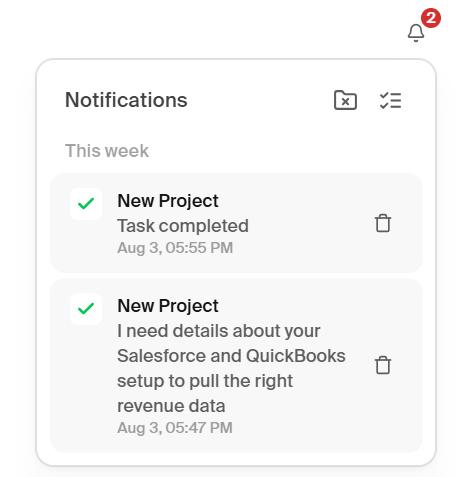 2
Notifications
This week
New Project
Task completed
Aug 3, 05:55 PM
New Project
I need details about your
Salesforce and QuickBooks
setup to pull the right
revenue data
Aug 3, 05:47 PM